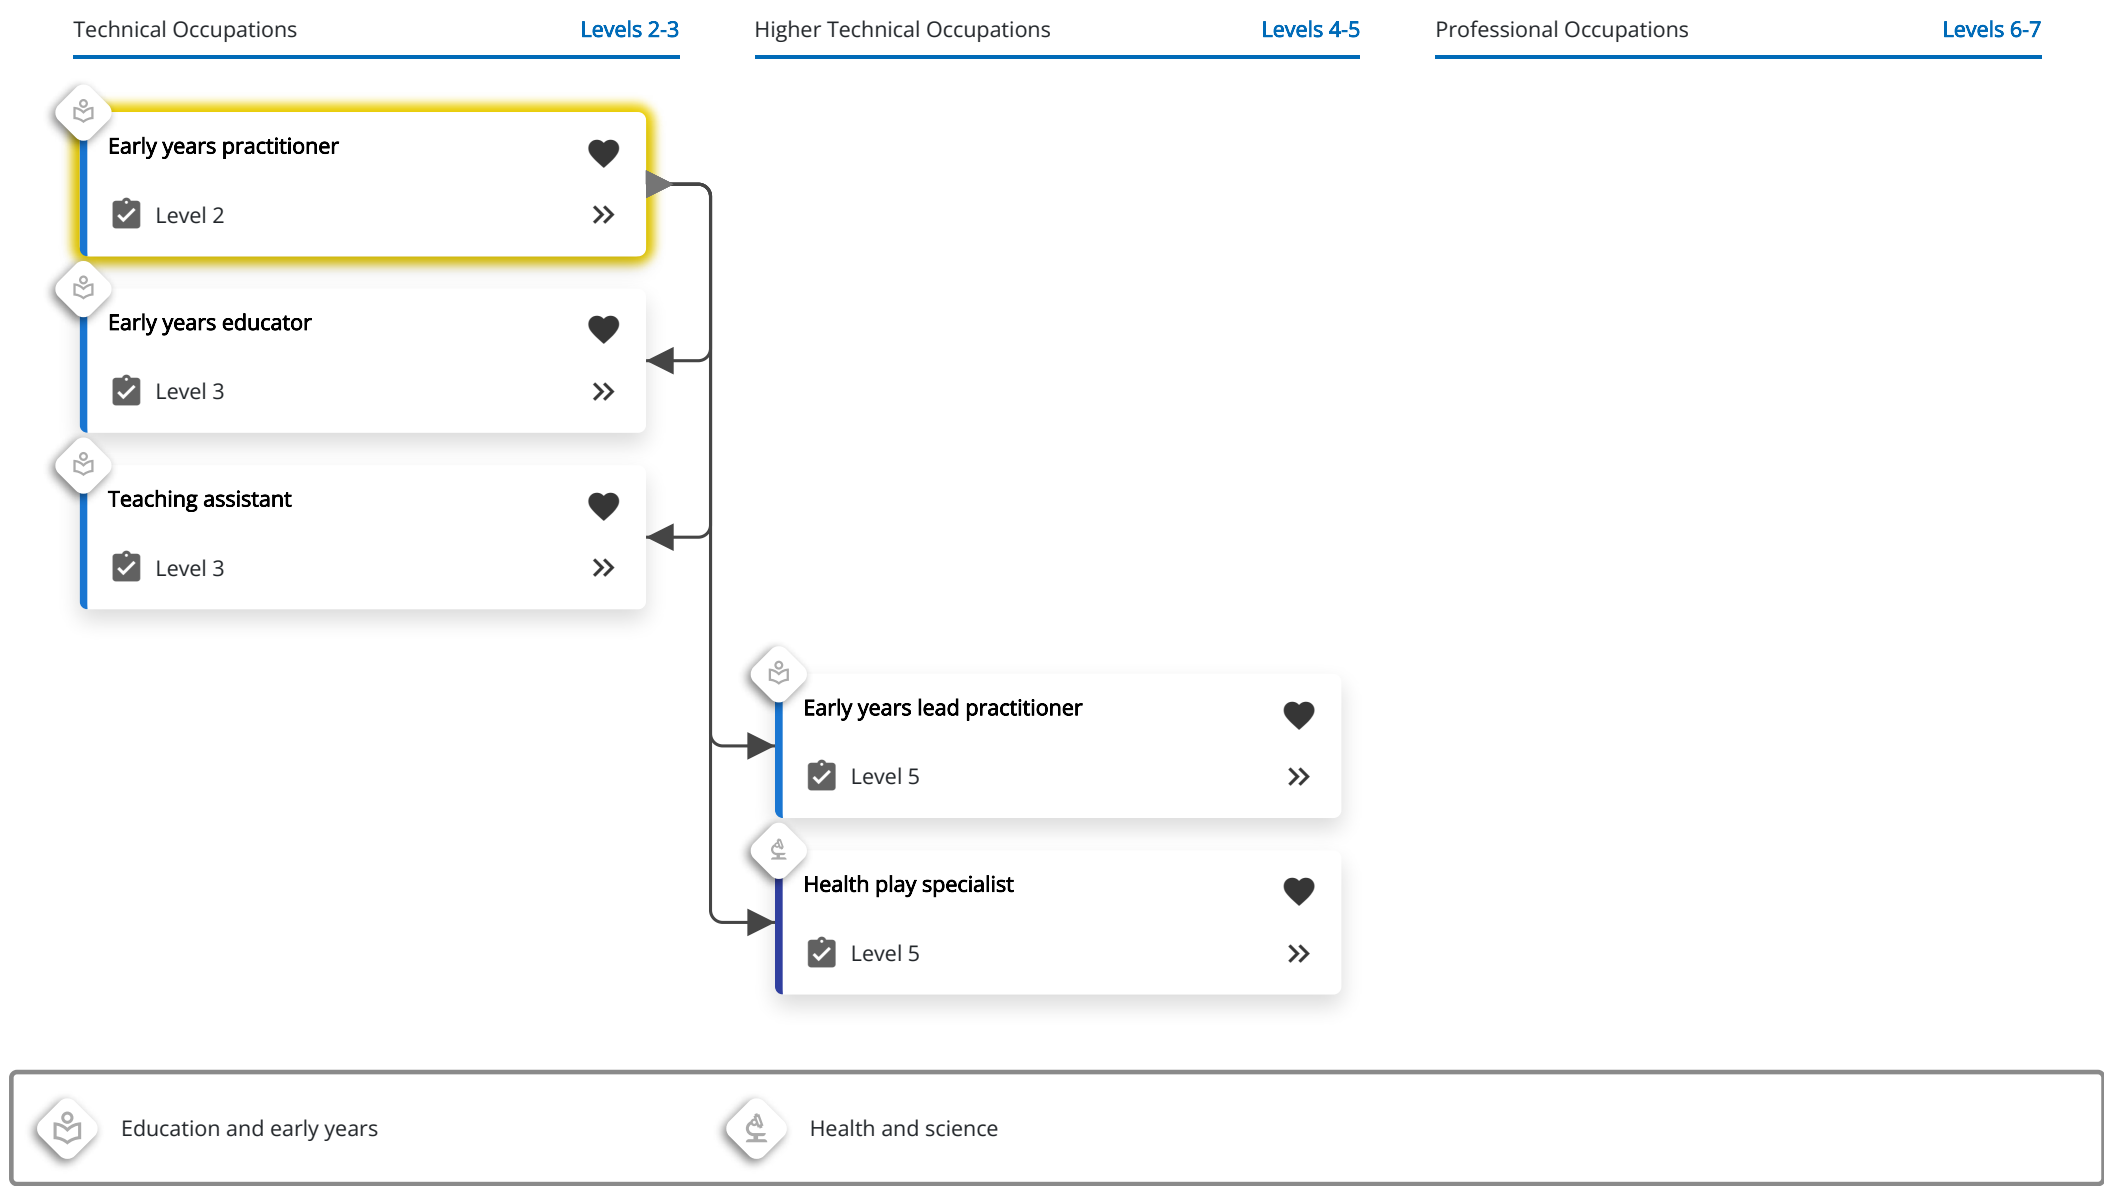 Technical Occupations Levels 2-3
Higher Technical Occupations Levels 4-5
Professional Occupations Levels 6-7
Early years practitioner
Level 2
Early years educator
Level 3
Teaching assistant
Level 3
Early years lead practitioner
Level 5
Health play specialist
Level 5
Education and early years
Health and science